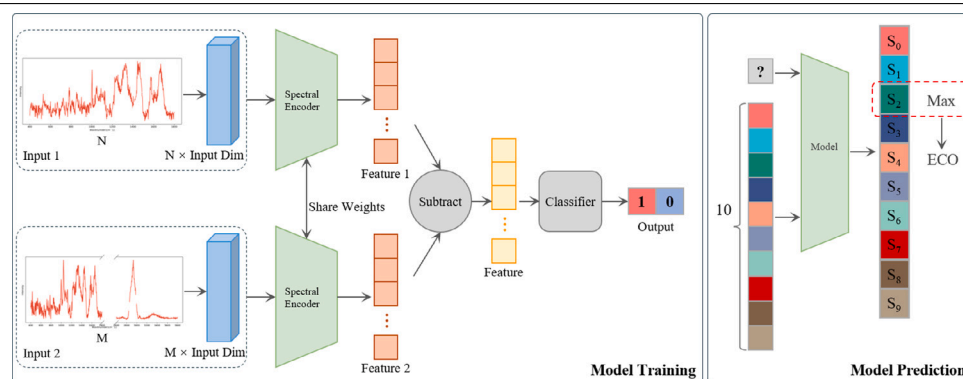 N
Input 1
N × Input Dim
Spectral
Encoder
Feature 1
Share Weights
M
Input 2
M × Input Dim
Spectral
Encoder
Feature 2
Subtract
Feature
Classifier
1 0
Output
Model Training
?
10
Model
S0
S1
S2
S3
S4
S5
S6
S7
S8
S9
Max
ECO
Model Prediction